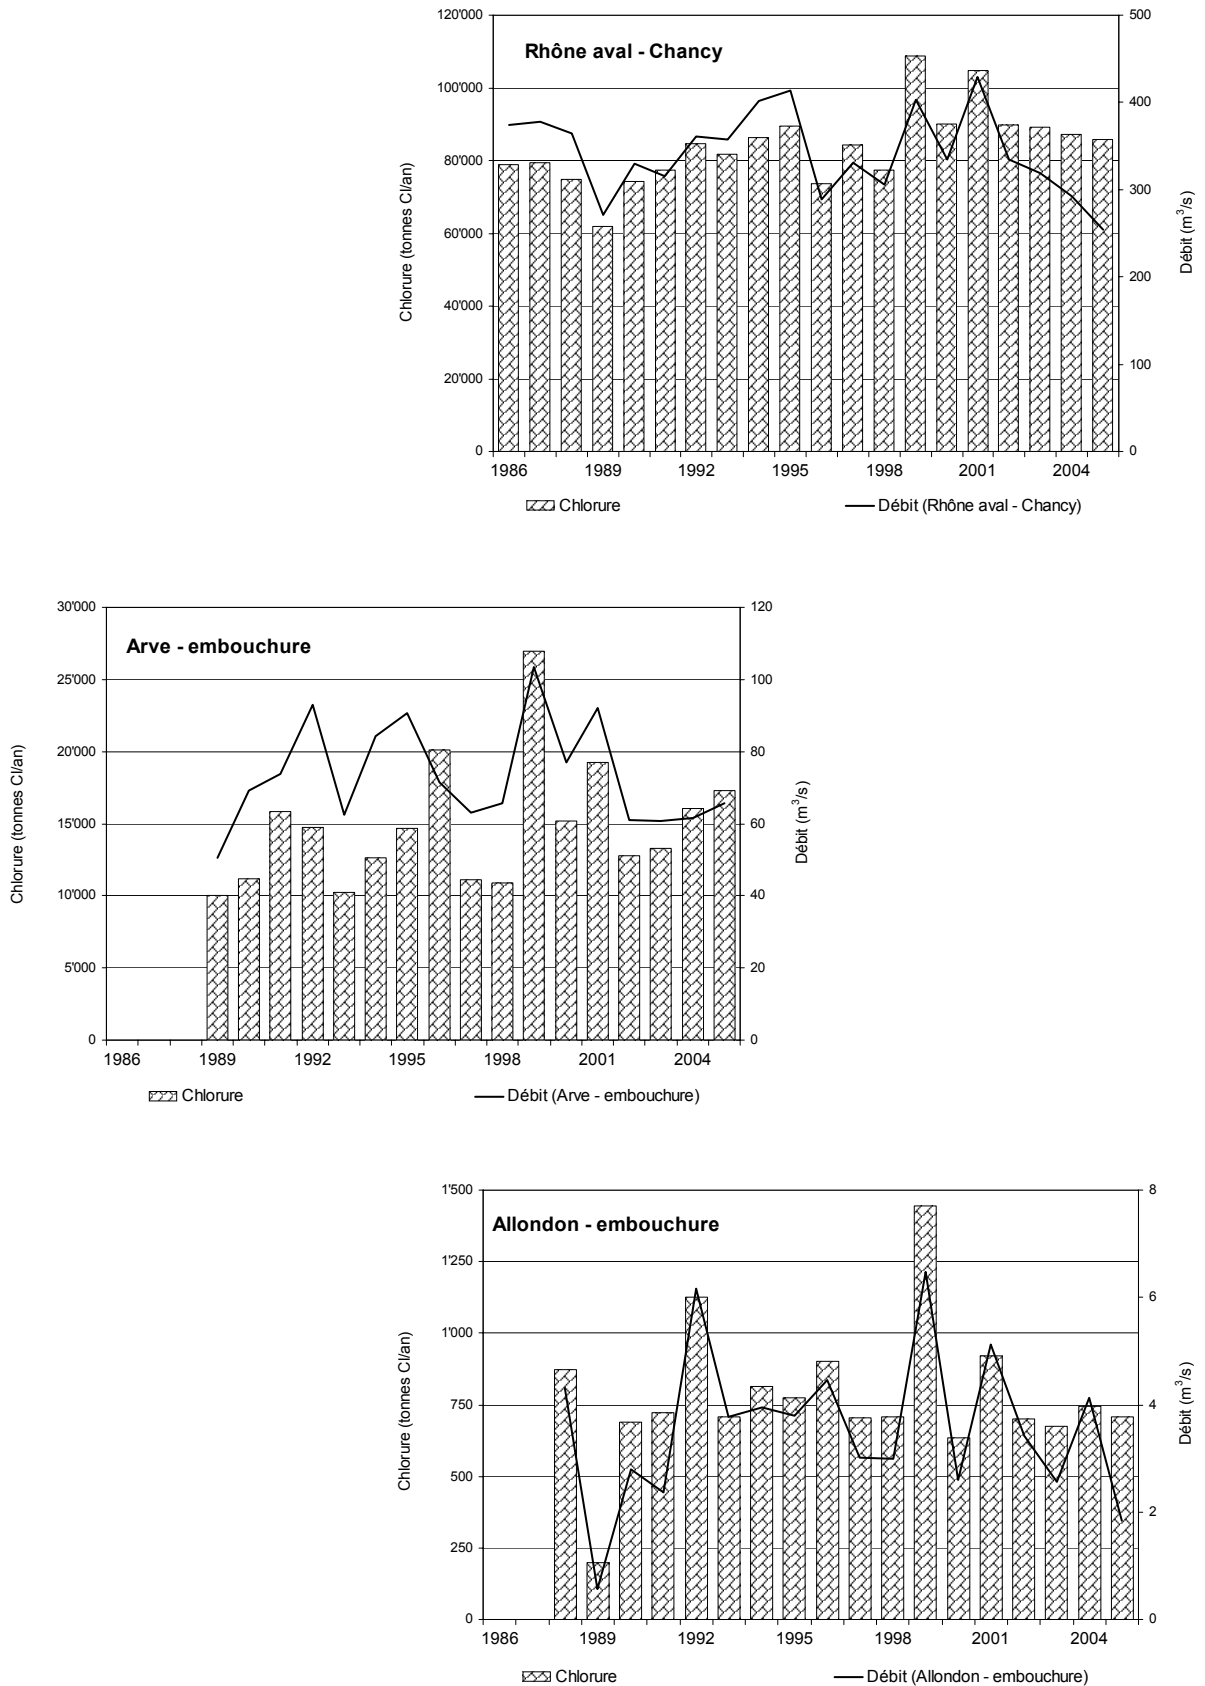 Rhône aval - Chancy
Chlorure (tonnes Cl/an)
120'000
100'000
80'000
60'000
40'000
20'000
0
500
400
300
200
100
0
Débit (m³/s)
1986 1989 1992 1995 1998 2001 2004
Chlorure Débit (Rhône aval - Chancy)
Arve - embouchure
Chlorure (tonnes Cl/an)
30'000
25'000
20'000
15'000
10'000
5'000
0
120
100
80
60
40
20
0
Débit (m³/s)
1986 1989 1992 1995 1998 2001 2004
Chlorure Débit (Arve - embouchure)
Allondon - embouchure
Chlorure (tonnes Cl/an)
1'500
1'250
1'000
750
500
250
0
8
6
4
2
0
Débit (m³/s)
1986 1989 1992 1995 1998 2001 2004
Chlorure Débit (Allondon - embouchure)